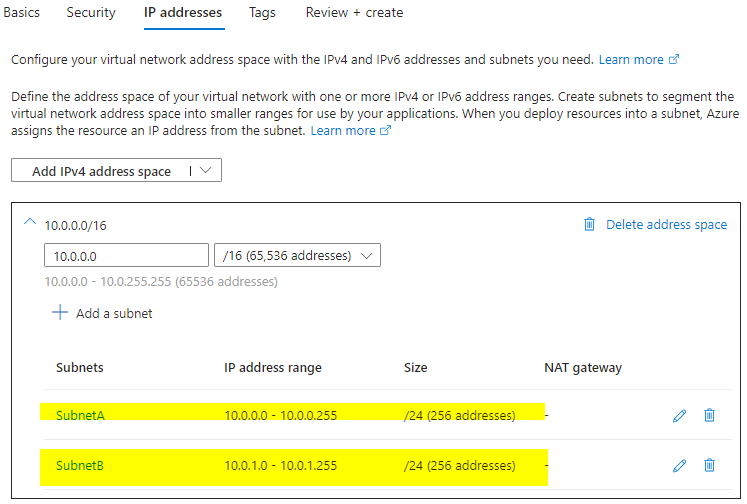 Basics Security IP addresses Tags Review + create
Configure your virtual network address space with the IPv4 and IPv6 addresses and subnets you need. Learn more
Define the address space of your virtual network with one or more IPv4 or IPv6 address ranges. Create subnets to segment the
virtual network address space into smaller ranges for use by your applications. When you deploy resources into a subnet, Azure
assigns the resource an IP address from the subnet. Learn more
Add IPv4 address space |
10.0.0.0/16 Delete address space
10.0.0.0 /16 (65,536 addresses)
10.0.0.0 - 10.0.255.255 (65536 addresses)
Add a subnet
Subnets IP address range Size NAT gateway
SubnetA 10.0.0.0 - 10.0.0.255 /24 (256 addresses) -
SubnetB 10.0.1.0 - 10.0.1.255 /24 (256 addresses) -